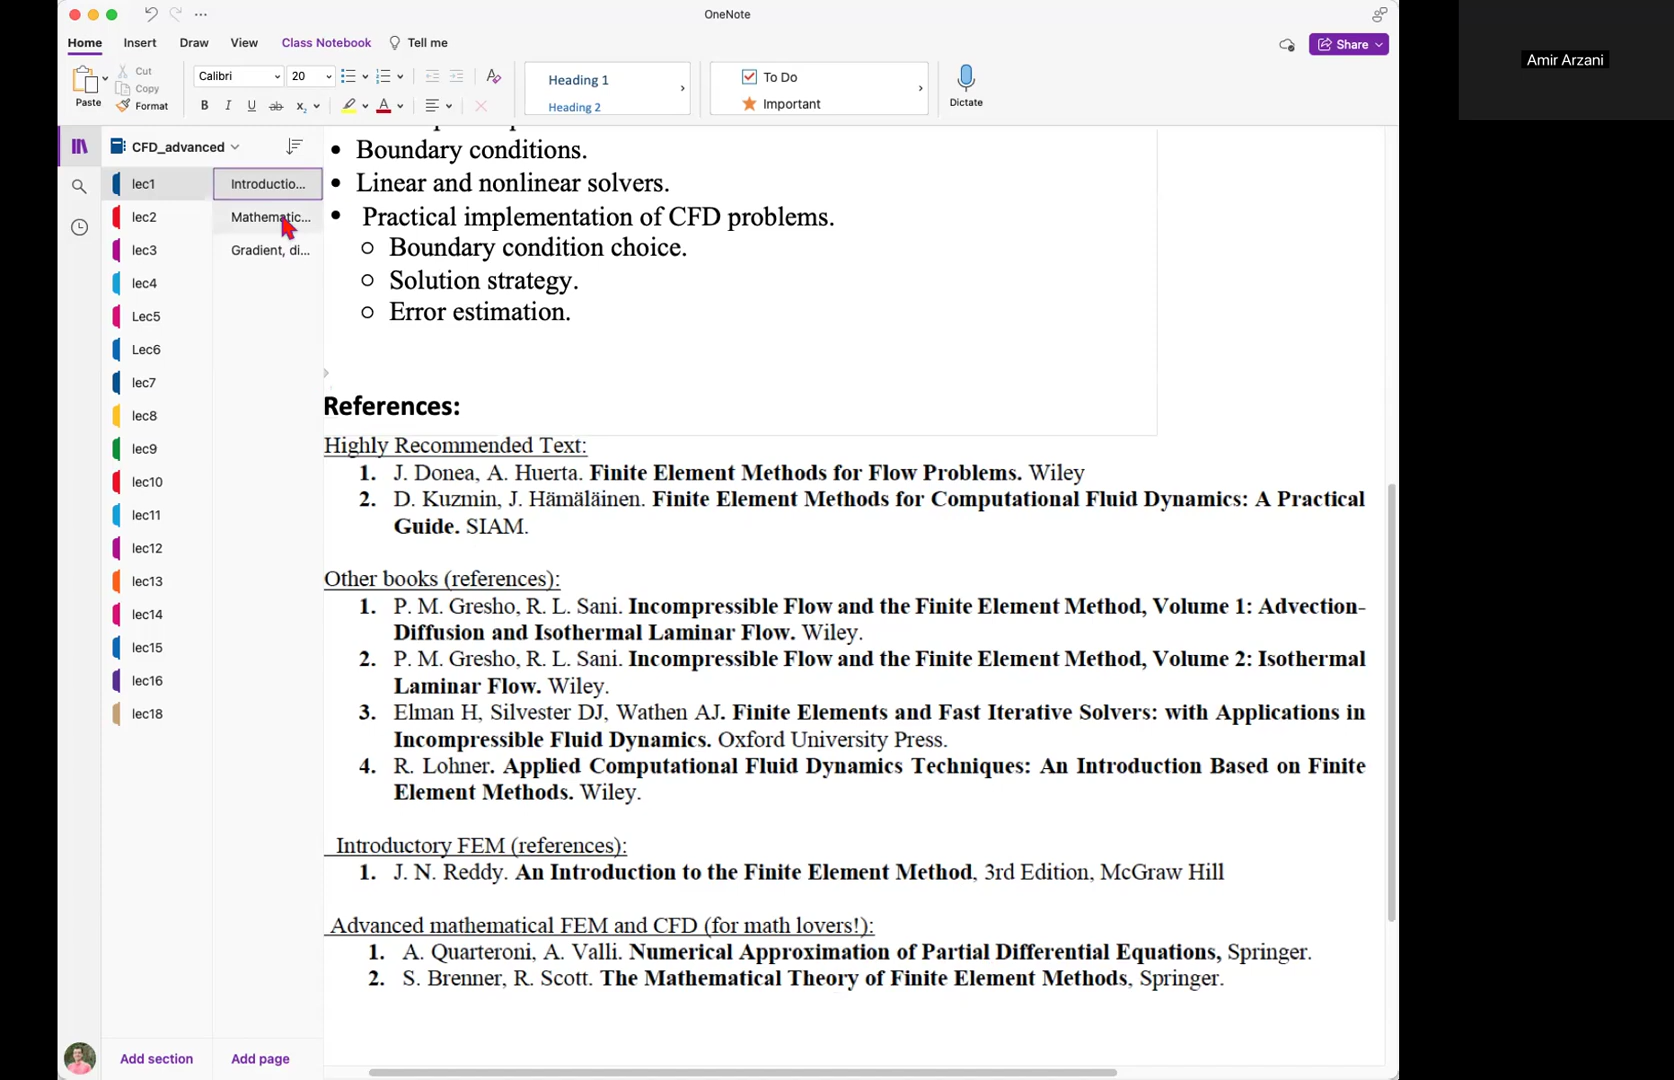 OneNote
Home Insert Draw View Class Notebook Tell me
Share
Paste
Cut
Copy
Format
Calibri 20
B I U ab x
A
Heading 1
Heading 2
To Do
Important
Dictate
Amir Arzani
CFD_advanced
lec1
lec2
lec3
lec4
Lec5
Lec6
lec7
lec8
lec9
lec10
lec11
lec12
lec13
lec14
lec15
lec16
lec18
Introductio...
Mathematic...
Gradient, di...
Add section
Add page
• Boundary conditions.
• Linear and nonlinear solvers.
• Practical implementation of CFD problems.
o Boundary condition choice.
o Solution strategy.
o Error estimation.
References:
Highly Recommended Text:
1. J. Donea, A. Huerta. Finite Element Methods for Flow Problems. Wiley
2. D. Kuzmin, J. Hämäläinen. Finite Element Methods for Computational Fluid Dynamics: A Practical
Guide. SIAM.
Other books (references):
1. P. M. Gresho, R. L. Sani. Incompressible Flow and the Finite Element Method, Volume 1: Advection-
Diffusion and Isothermal Laminar Flow. Wiley.
2. P. M. Gresho, R. L. Sani. Incompressible Flow and the Finite Element Method, Volume 2: Isothermal
Laminar Flow. Wiley.
3. Elman H, Silvester DJ, Wathen AJ. Finite Elements and Fast Iterative Solvers: with Applications in
Incompressible Fluid Dynamics. Oxford University Press.
4. R. Lohner. Applied Computational Fluid Dynamics Techniques: An Introduction Based on Finite
Element Methods. Wiley.
Introductory FEM (references):
1. J. N. Reddy. An Introduction to the Finite Element Method, 3rd Edition, McGraw Hill
Advanced mathematical FEM and CFD (for math lovers!):
1. A. Quarteroni, A. Valli. Numerical Approximation of Partial Differential Equations, Springer.
2. S. Brenner, R. Scott. The Mathematical Theory of Finite Element Methods, Springer.